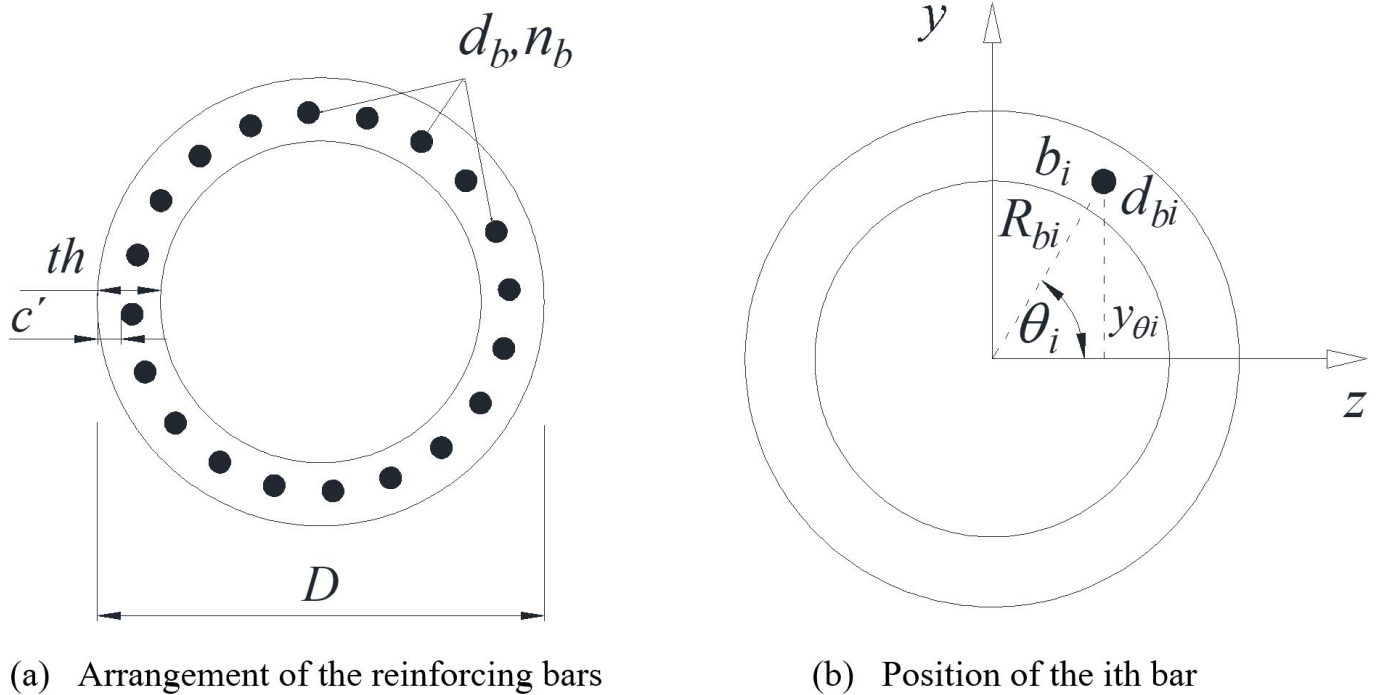 d_b,n_b
th
c′
D
(a) Arrangement of the reinforcing bars
y
b_i
d_bi
R_bi
θ_i
y_θi
z
(b) Position of the ith bar